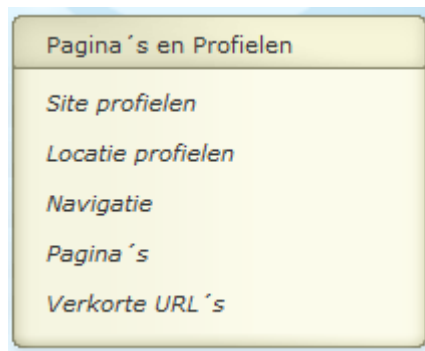 Pagina´s en Profielen
Site profielen
Locatie profielen
Navigatie
Pagina´s
Verkorte URL´s